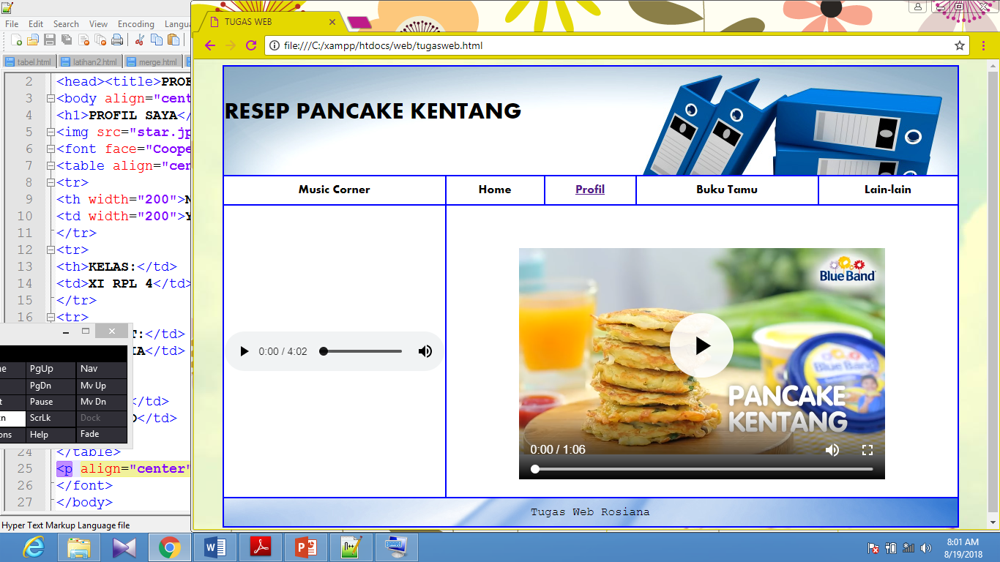 File Edit Search View Encoding
tabel.html latihan2.html merge.html
2 <head><title>
3 <body align="cent
4 <h1>PROFIL SAYA</
5 <img src="star.jp
6 <font face="Coope
7 <table align="cen
8 <tr>
9 <th width="200">
10 <td width="200">
11 </tr>
12 <tr>
13 <th>KELAS:</td>
14 <td>XI RPL 4</td>
15 </tr>
16 <tr>
T:</td>
</td>
</td>
</td>
24 </table>
25 <p align="center"
26 </font>
27 </body>
PgUp Nav
PgDn Mv Up
Pause Mv Dn
ScrLk Dock
Help Fade
Hyper Text Markup Language file
TUGAS WEB
file:///C:/xampp/htdocs/web/tugasweb.html
RESEP PANCAKE KENTANG
Music Corner Home Profil Buku Tamu Lain-lain
0:00 / 4:02
Blue Band
Blue Band
PANCAKE
KENTANG
0:00 / 1:06
Tugas Web Rosiana
8:01 AM
8/19/2018